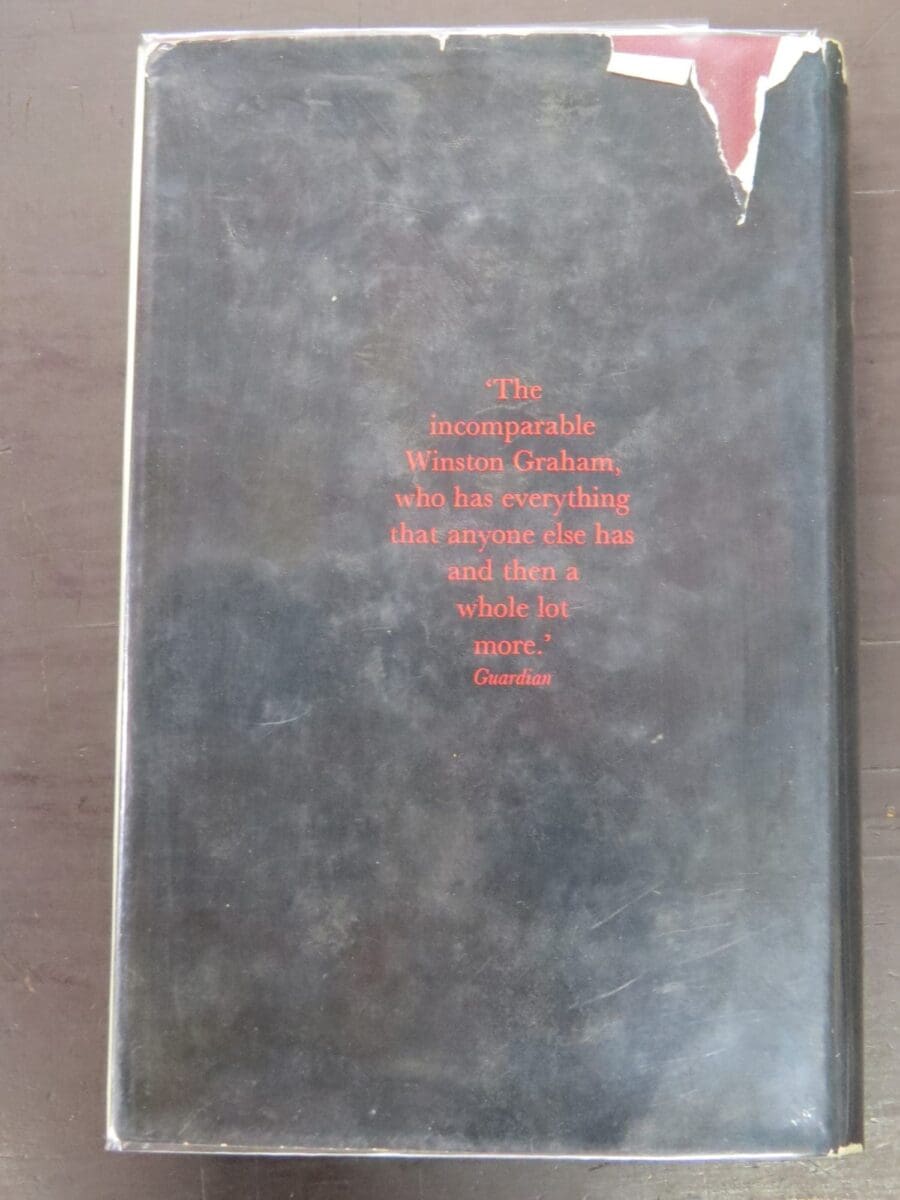 ‘The
incomparable
Winston Graham,
who has everything
that anyone else has
and then a
whole lot
more.’
Guardian